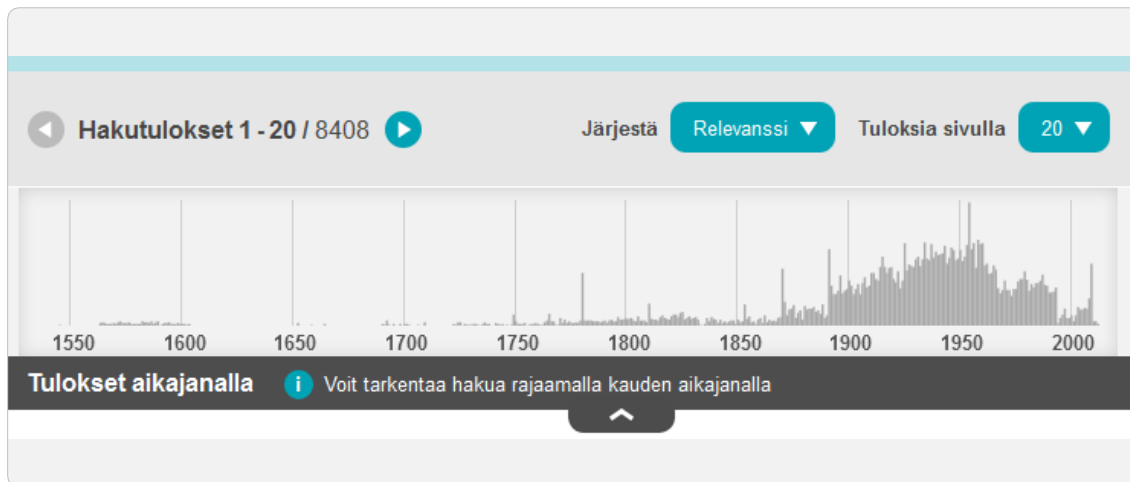 Hakutulokset 1 - 20 / 8408 Järjestä Relevanssi Tuloksia sivulla 20
1550 1600 1650 1700 1750 1800 1850 1900 1950 2000
Tulokset aikajanalla i Voit tarkentaa hakua rajaamalla kauden aikajanalla